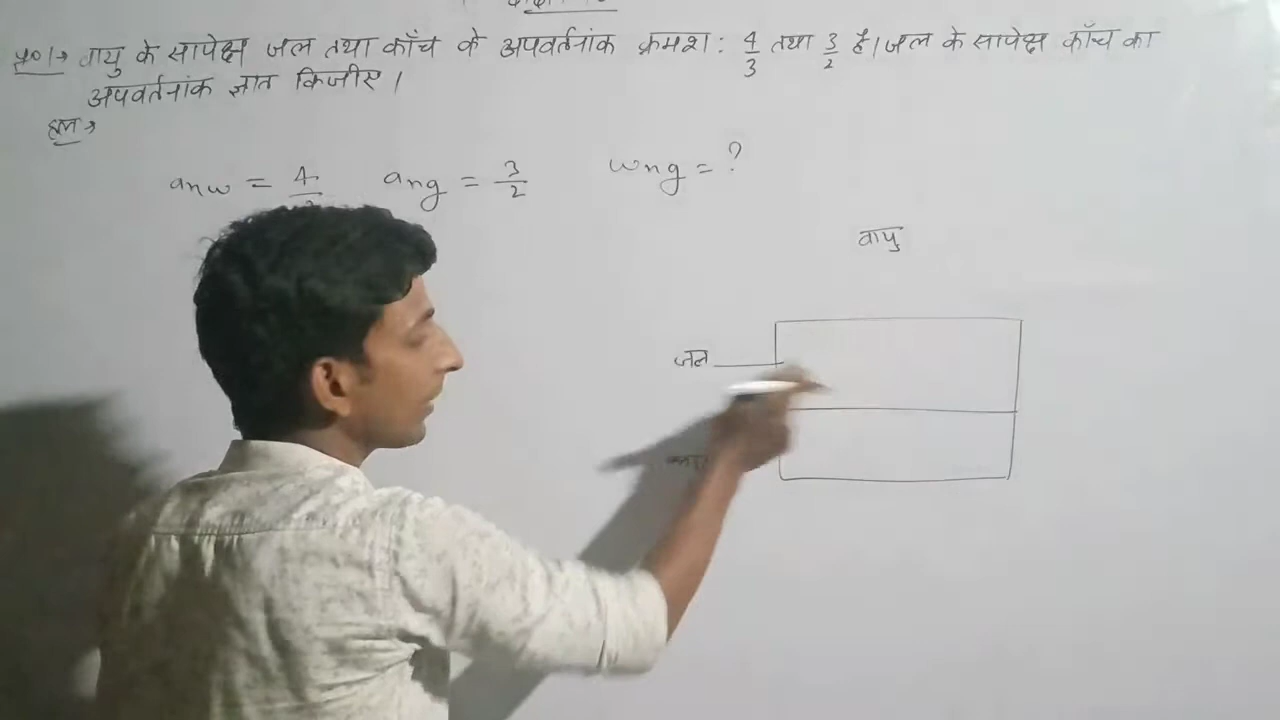 प्र०1→ वायु के सापेक्ष जल तथा काँच के अपवर्तनांक क्रमश: 4/3 तथा 3/2 है। जल के सापेक्ष काँच का
अपवर्तनांक ज्ञात किजीए।
हल→
anw = 4 ang = 3/2 wng = ?
वायु
जल